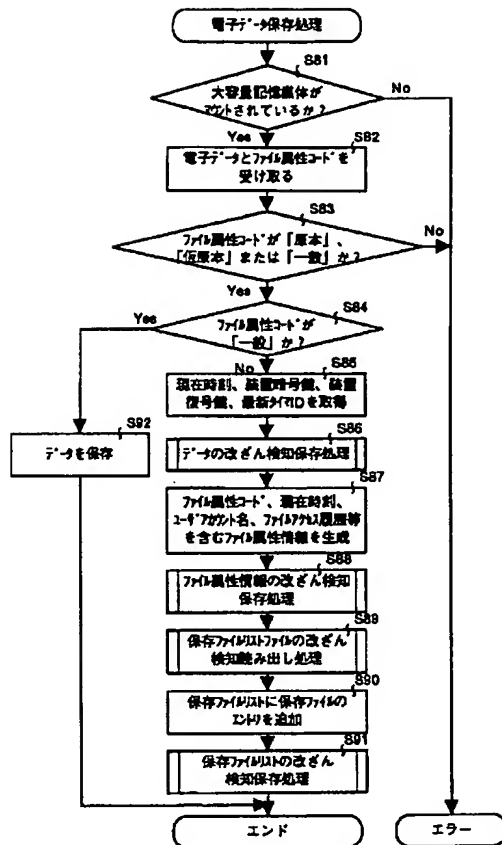 電子データ保存処理
S81
大容量記憶媒体が
マウントされているか?
No
Yes
S82
電子データとファイル属性コードを
受け取る
S83
ファイル属性コードが『原本』、
『仮原本』または『一般』か?
No
Yes
S84
ファイル属性コードが
『一般』か?
Yes
No
S85
現在時刻、装置暗号鍵、装置
復号鍵、最新タイマIDを取得
S92
データを保存
S86
データの改ざん検知保存処理
S87
ファイル属性コード、現在時刻、
ユーザアカウント名、ファイルアクセス履歴等
を含むファイル属性情報を生成
S88
ファイル属性情報の改ざん検知
保存処理
S89
保存ファイルリストファイルの改ざん
検知読み出し処理
S90
保存ファイルリストに保存ファイルの
エントリを追加
S91
保存ファイルリストの改ざん
検知保存処理
エンド
エラー